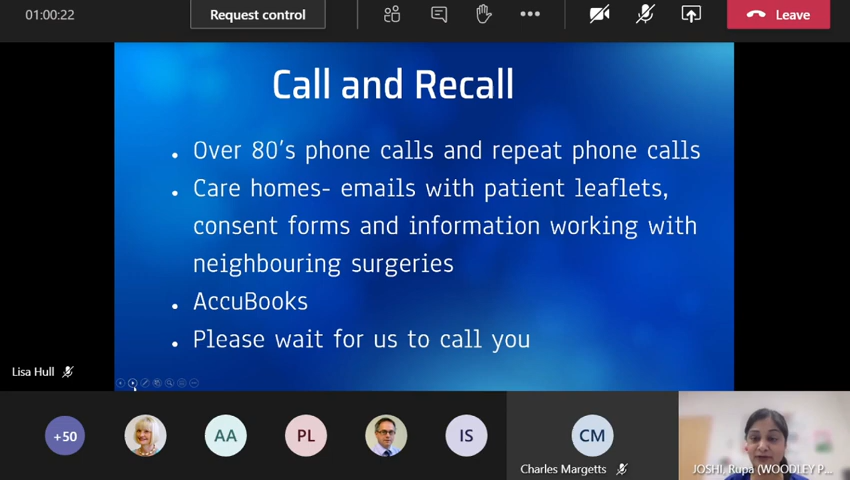 01:00:22
Request control
Leave
Call and Recall
• Over 80's phone calls and repeat phone calls
• Care homes- emails with patient leaflets,
consent forms and information working with
neighbouring surgeries
• AccuBooks
• Please wait for us to call you
Lisa Hull
+50
AA
PL
IS
CM
Charles Margetts
JOSHI, Rupa (WOODLEY P...